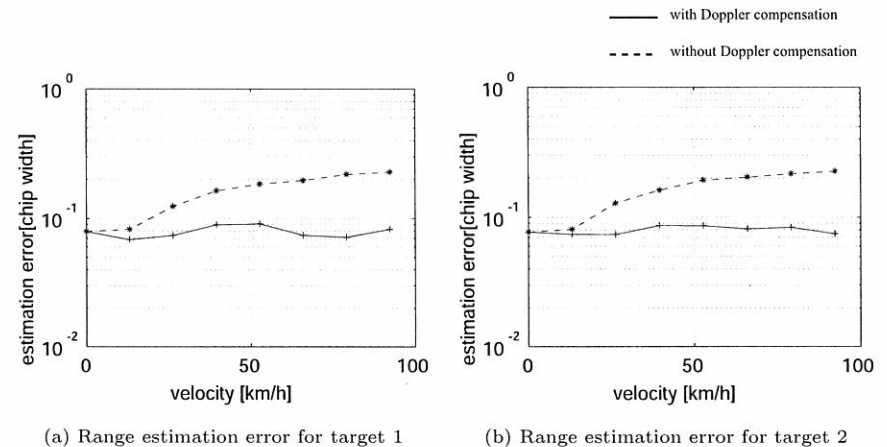 with Doppler compensation
without Doppler compensation
estimation error[chip width]
10^0
10^-1
10^-2
0
50
100
velocity [km/h]
(a) Range estimation error for target 1
estimation error[chip width]
10^0
10^-1
10^-2
0
50
100
velocity [km/h]
(b) Range estimation error for target 2